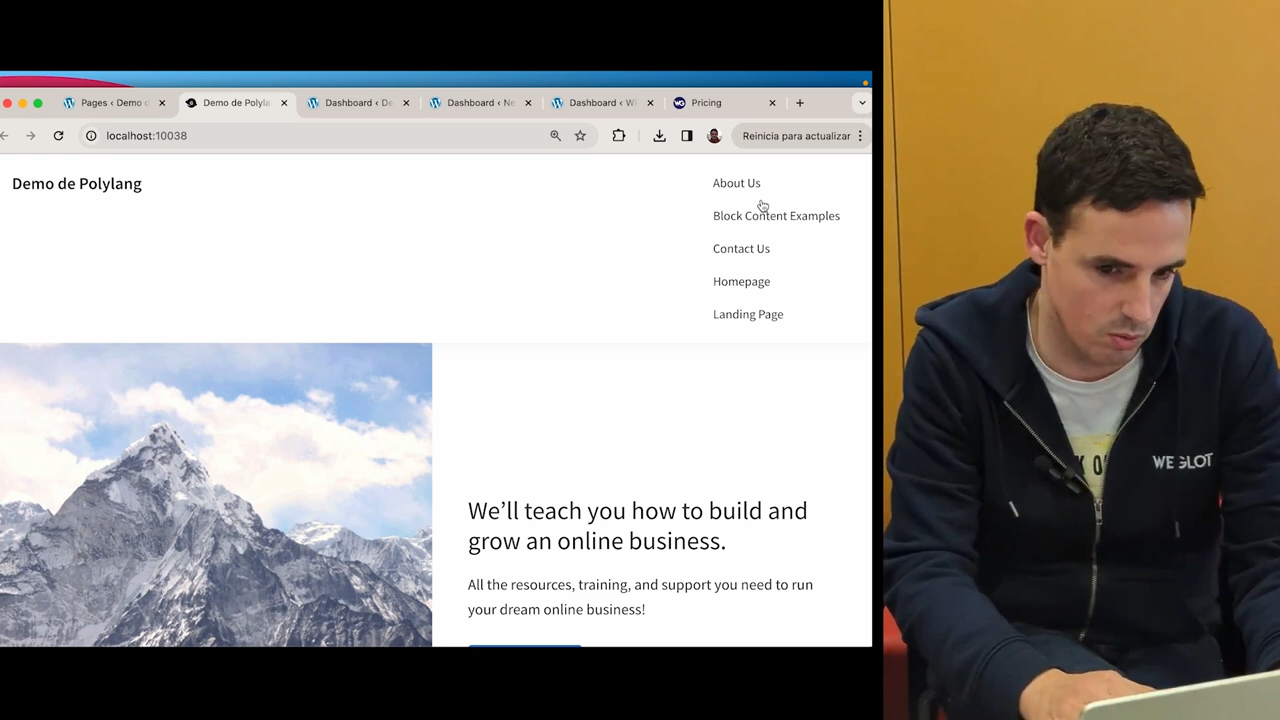 Pages ‹ Demo d
Demo de Polyla
Dashboard ‹ De
Dashboard ‹ Ne
Dashboard ‹ W
WG Pricing
localhost:10038
Reinicia para actualizar
Demo de Polylang
About Us
Block Content Examples
Contact Us
Homepage
Landing Page
We’ll teach you how to build and
grow an online business.
All the resources, training, and support you need to run
your dream online business!
WEGLOT